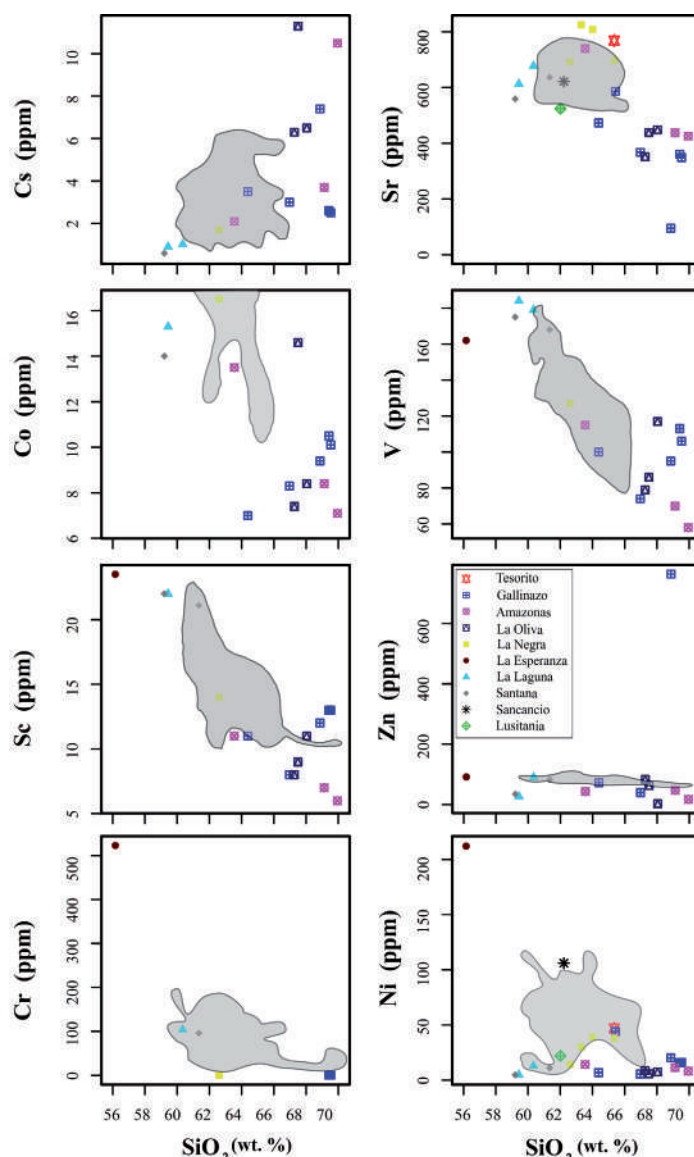 Cs (ppm)
10
8
6
4
2
Sr (ppm)
800
600
400
200
0
Co (ppm)
16
14
12
10
8
6
V (ppm)
160
120
80
60
Sc (ppm)
20
15
10
5
Zn (ppm)
600
400
200
0
Tesorito
Gallinazo
Amazonas
La Oliva
La Negra
La Esperanza
La Laguna
Santana
Sancancio
Lusitania
Cr (ppm)
500
400
300
200
100
0
Ni (ppm)
200
150
100
50
0
56 60 62 64 66 68 70
56 60 62 64 66 68 70
SiO2 (wt. %)
SiO2 (wt. %)